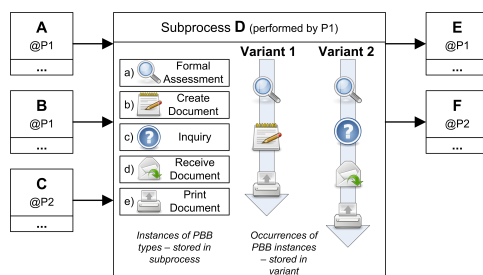 A
@P1
...
B
@P1
...
C
@P2
...
Subprocess D (performed by P1)
Variant 1
Variant 2
a) Formal
Assessment
b) Create
Document
c) Inquiry
d) Receive
Document
e) Print
Document
Instances of PBB
types – stored in
subprocess
Occurrences of
PBB instances –
stored in
variant
E
@P1
...
F
@P2
...